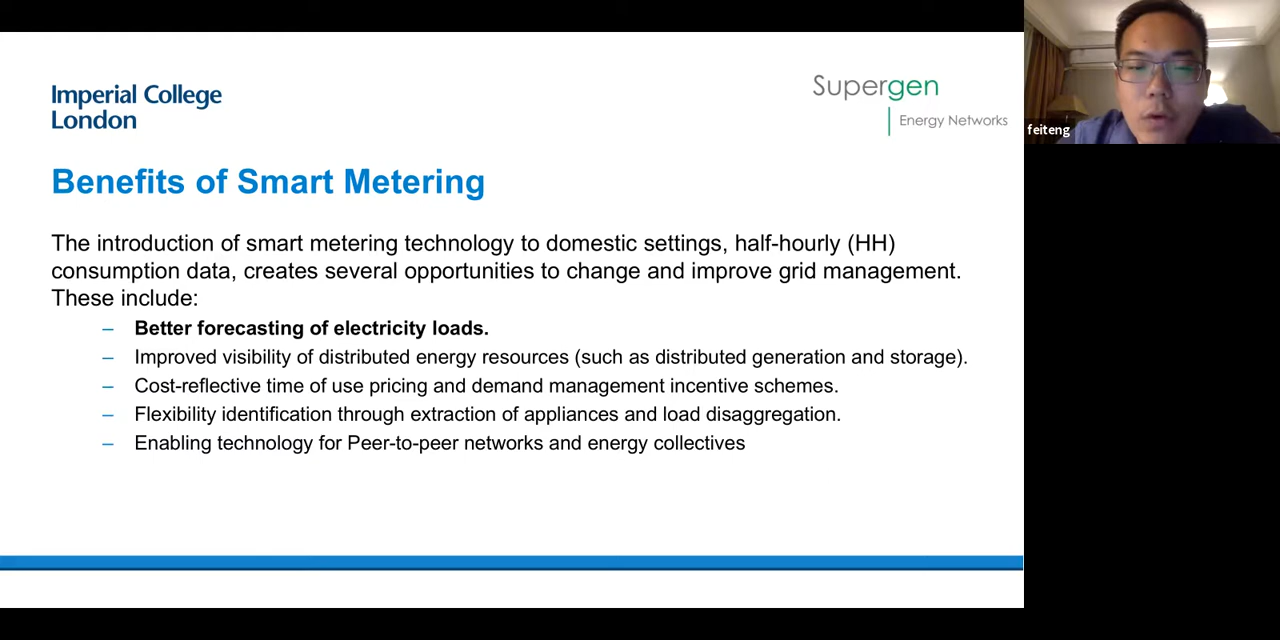 Imperial College
London
Supergen
Energy Networks
feiteng
Benefits of Smart Metering
The introduction of smart metering technology to domestic settings, half-hourly (HH)
consumption data, creates several opportunities to change and improve grid management.
These include:
– Better forecasting of electricity loads.
– Improved visibility of distributed energy resources (such as distributed generation and storage).
– Cost-reflective time of use pricing and demand management incentive schemes.
– Flexibility identification through extraction of appliances and load disaggregation.
– Enabling technology for Peer-to-peer networks and energy collectives